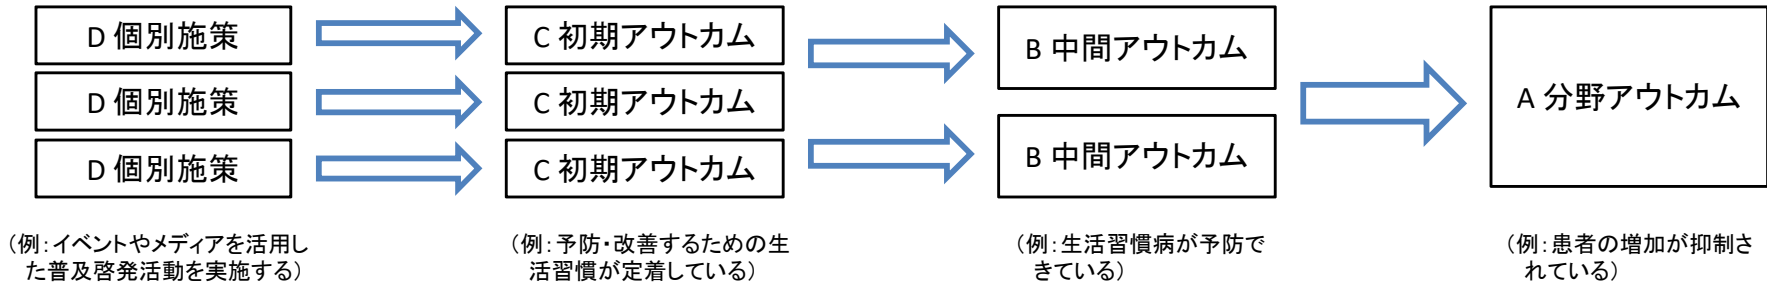 D 個別施策
D 個別施策
D 個別施策
(例:イベントやメディアを活用し
た普及啓発活動を実施する)
C 初期アウトカム
C 初期アウトカム
C 初期アウトカム
(例:予防・改善するための生
活習慣が定着している)
B 中間アウトカム
B 中間アウトカム
(例:生活習慣病が予防で
きている)
A 分野アウトカム
(例:患者の増加が抑制さ
れている)